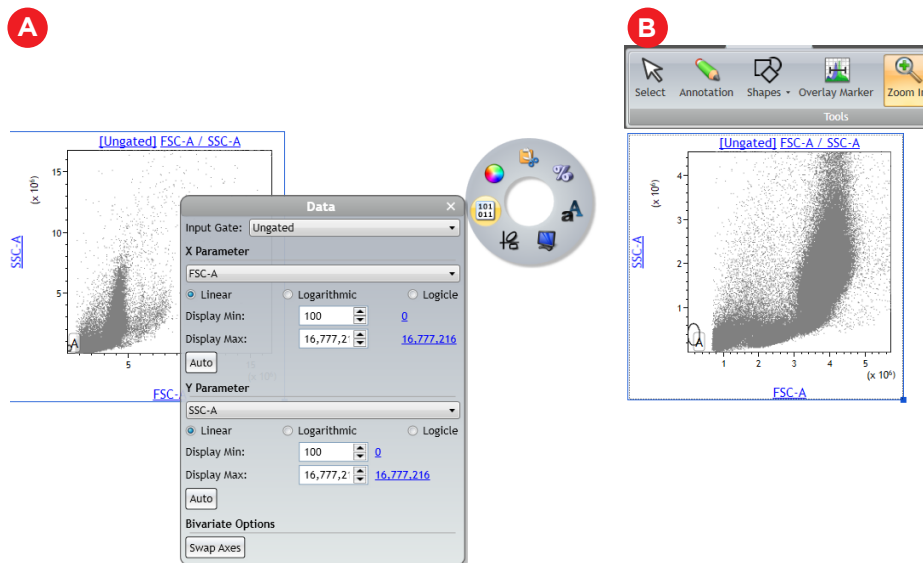 A
[Ungated] FSC-A / SSC-A
15
10
5
(x 10⁶)
SSC-A
A
5
FSC-
Data
Input Gate: Ungated
X Parameter
FSC-A
Linear Logarithmic Logicle
Display Min: 100 0
Display Max: 16,777,2 16,777,216
Auto
Y Parameter
SSC-A
Linear Logarithmic Logicle
Display Min: 100 0
Display Max: 16,777,2 16,777,216
Auto
Bivariate Options
Swap Axes
101
011
%
aA
B
Select Annotation Shapes Overlay Marker Zoom In
Tools
[Ungated] FSC-A / SSC-A
4
3
2
1
(x 10⁶)
SSC-A
A
1 2 3 4 5
(x 10⁶)
FSC-A